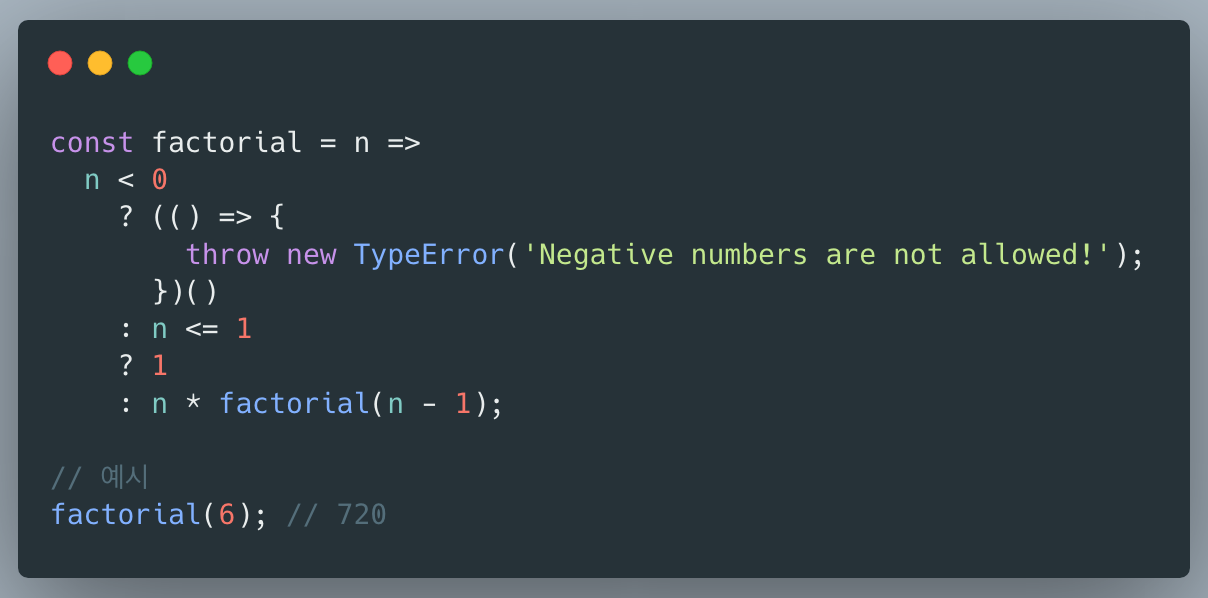 const factorial = n =>
  n < 0
    ? (() => {
        throw new TypeError('Negative numbers are not allowed!');
      })()
    : n <= 1
    ? 1
    : n * factorial(n - 1);

// 예시
factorial(6); // 720